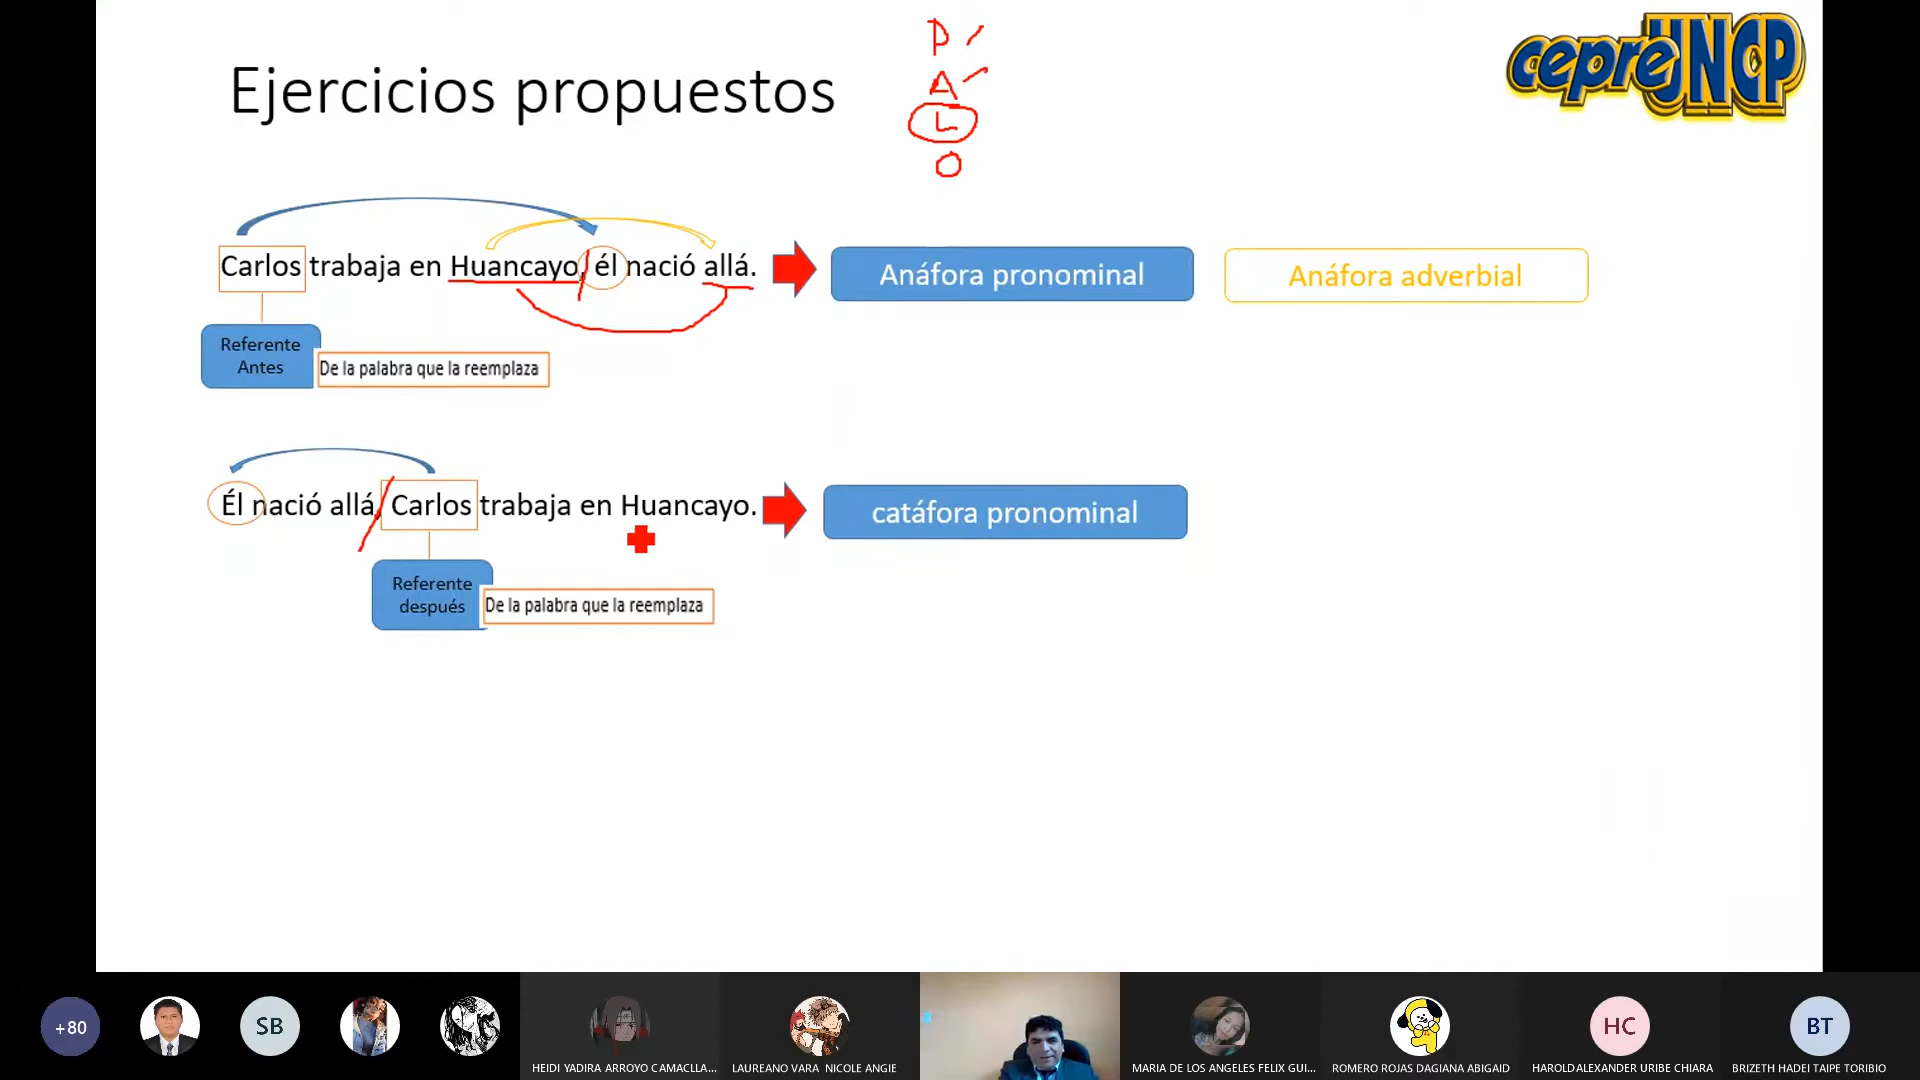 P
A
L
O
Ejercicios propuestos
cepreUNCP
Carlos trabaja en Huancayo, él nació allá.
Anáfora pronominal
Anáfora adverbial
Referente
Antes
De la palabra que la reemplaza
Él nació allá, Carlos trabaja en Huancayo.
catáfora pronominal
Referente
después
De la palabra que la reemplaza
+80
SB
HC
BT
HEIDI YADIRA ARROYO CAMACLLA...
LAUREANO VARA NICOLE ANGIE
MARIA DE LOS ANGELES FELIX GUI...
ROMERO ROJAS DAGIANA ABIGAID
HAROLD ALEXANDER URIBE CHIARA
BRIZETH HADEI TAIPE TORIBIO